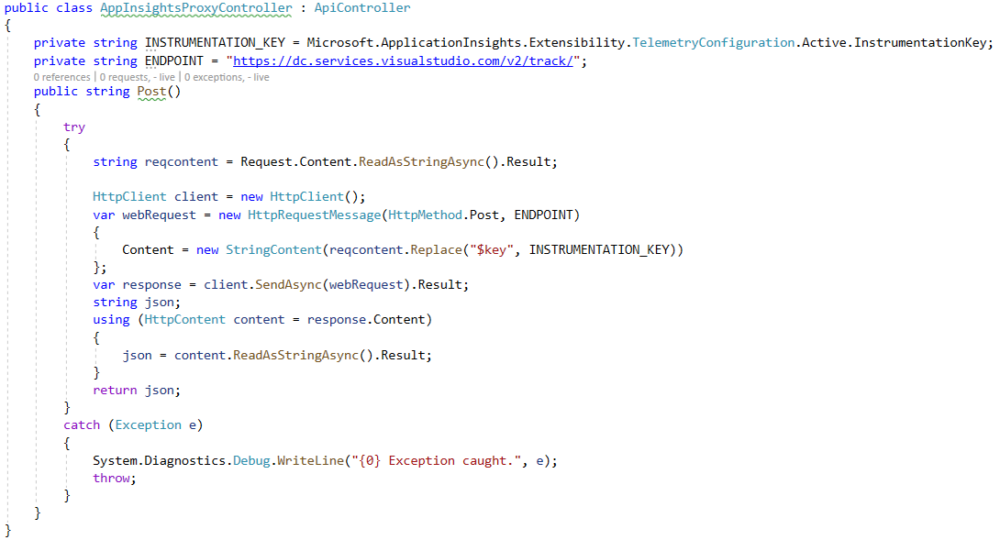 public class AppInsightsProxyController : ApiController
{
private string INSTRUMENTATION_KEY = Microsoft.ApplicationInsights.Extensibility.TelemetryConfiguration.Active.InstrumentationKey;
private string ENDPOINT = "https://dc.services.visualstudio.com/v2/track/";
0 references | 0 requests, - live | 0 exceptions, - live
public string Post()
{
try
{
string reqcontent = Request.Content.ReadAsStringAsync().Result;
HttpClient client = new HttpClient();
var webRequest = new HttpRequestMessage(HttpMethod.Post, ENDPOINT)
{
Content = new StringContent(reqcontent.Replace("$key", INSTRUMENTATION_KEY))
};
var response = client.SendAsync(webRequest).Result;
string json;
using (HttpContent content = response.Content)
{
json = content.ReadAsStringAsync().Result;
}
return json;
}
catch (Exception e)
{
System.Diagnostics.Debug.WriteLine("{0} Exception caught.", e);
throw;
}
}
}